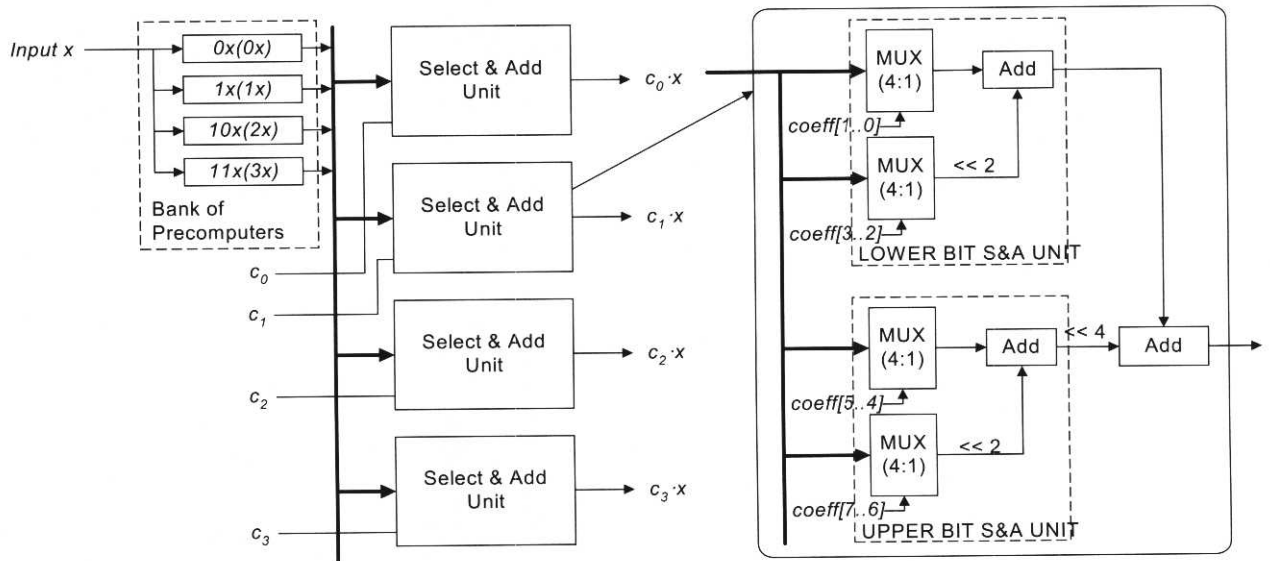 Input x
0x(0x)
1x(1x)
10x(2x)
11x(3x)
Bank of
Precomputers
c0
c1
c2
c3
Select & Add
Unit
c0·x
Select & Add
Unit
c1·x
Select & Add
Unit
c2·x
Select & Add
Unit
c3·x
MUX
(4:1)
Add
coeff[1..0]
MUX
(4:1)
<< 2
coeff[3..2]
LOWER BIT S&A UNIT
MUX
(4:1)
Add
<< 4
Add
coeff[5..4]
MUX
(4:1)
<< 2
coeff[7..6]
UPPER BIT S&A UNIT